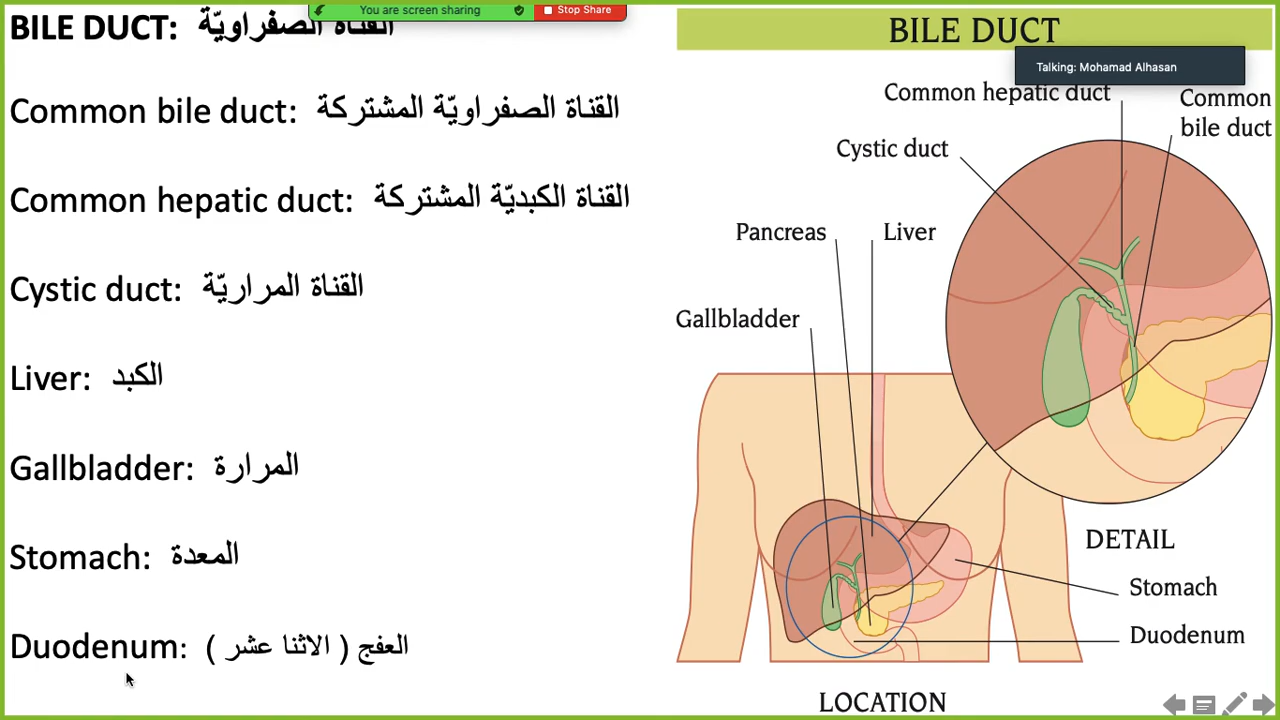 You are screen sharing
Stop Share
BILE DUCT: القناة الصفراويّة
Common bile duct: القناة الصفراويّة المشتركة
Common hepatic duct: القناة الكبديّة المشتركة
Cystic duct: القناة المراريّة
Liver: الكبد
Gallbladder: المرارة
Stomach: المعدة
Duodenum: العفج ( الاثنا عشر )
BILE DUCT
Talking: Mohamad Alhasan
Common hepatic duct
Common
bile duct
Cystic duct
Pancreas
Liver
Gallbladder
DETAIL
Stomach
Duodenum
LOCATION